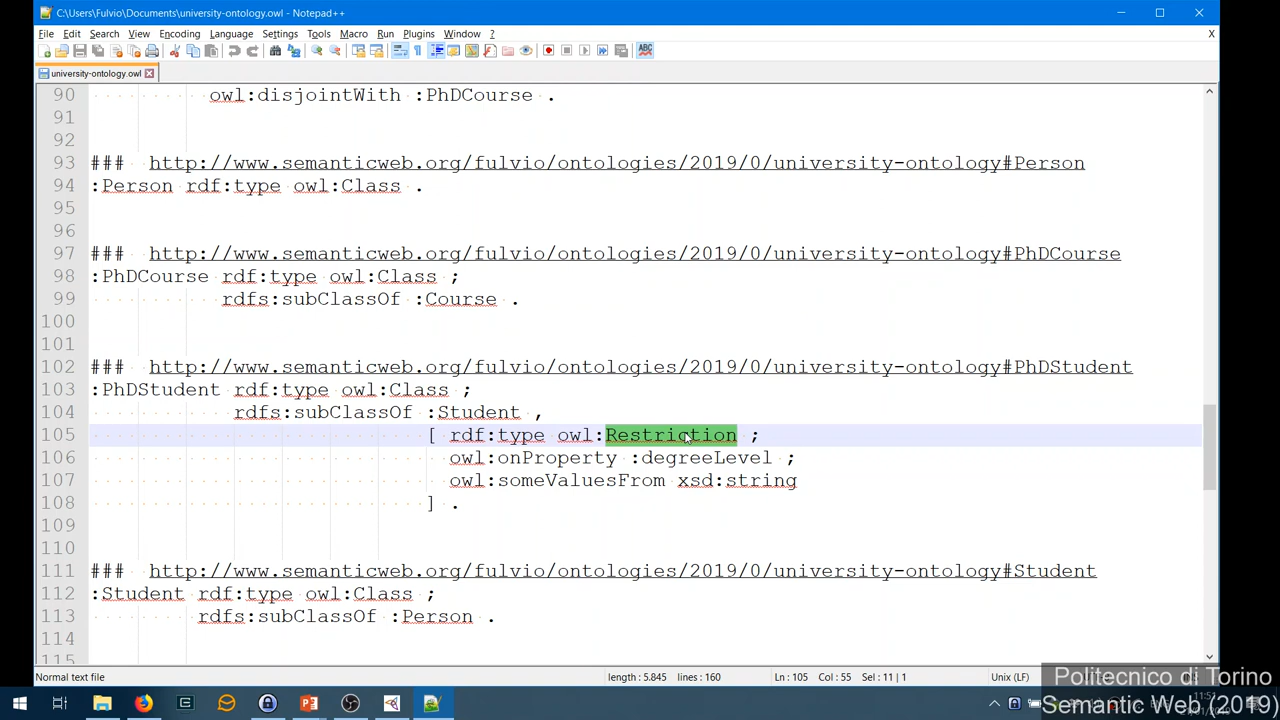 C:\Users\Fulvio\Documents\university-ontology.owl - Notepad++
File Edit Search View Encoding Language Settings Tools Macro Run Plugins Window ? X
university-ontology.owl
90 owl:disjointWith :PhDCourse .
91
92
93 ### http://www.semanticweb.org/fulvio/ontologies/2019/0/university-ontology#Person
94 :Person rdf:type owl:Class .
95
96
97 ### http://www.semanticweb.org/fulvio/ontologies/2019/0/university-ontology#PhDCourse
98 :PhDCourse rdf:type owl:Class ;
99 rdfs:subClassOf :Course .
100
101
102 ### http://www.semanticweb.org/fulvio/ontologies/2019/0/university-ontology#PhDStudent
103 :PhDStudent rdf:type owl:Class ;
104 rdfs:subClassOf :Student ,
105 [ rdf:type owl:Restriction ;
106 owl:onProperty :degreeLevel ;
107 owl:someValuesFrom xsd:string
108 ] .
109
110
111 ### http://www.semanticweb.org/fulvio/ontologies/2019/0/university-ontology#Student
112 :Student rdf:type owl:Class ;
113 rdfs:subClassOf :Person .
114
115
Normal text file length : 5.845 lines : 160 Ln : 105 Col : 55 Sel : 11 | 1 Unix (LF)
Politecnico di Torino
Semantic Web (2019)